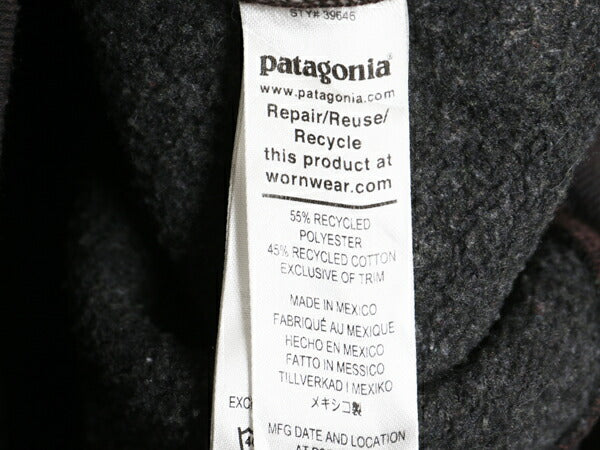 STY# 39646
patagonia®
www.patagonia.com
Repair/Reuse/
Recycle
this product at
wornwear.com
55% RECYCLED
POLYESTER
45% RECYCLED COTTON
EXCLUSIVE OF TRIM
MADE IN MEXICO
FABRIQUÉ AU MEXIQUE
HECHO EN MEXICO
FATTO IN MESSICO
TILLVERKAD I MEXIKO
メキシコ製
MFG DATE AND LOCATION